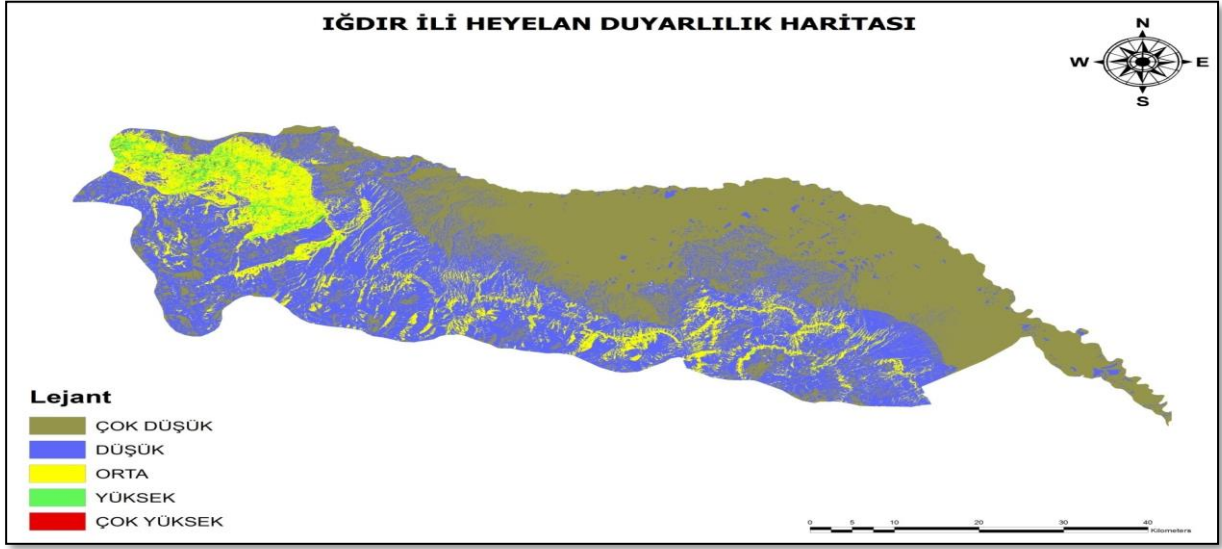 IĞDIR İLİ HEYELAN DUYARLILIK HARİTASI
N
W
E
S
Lejant
ÇOK DÜŞÜK
DÜŞÜK
ORTA
YÜKSEK
ÇOK YÜKSEK
0 5 10 20 30 40
Kilometers